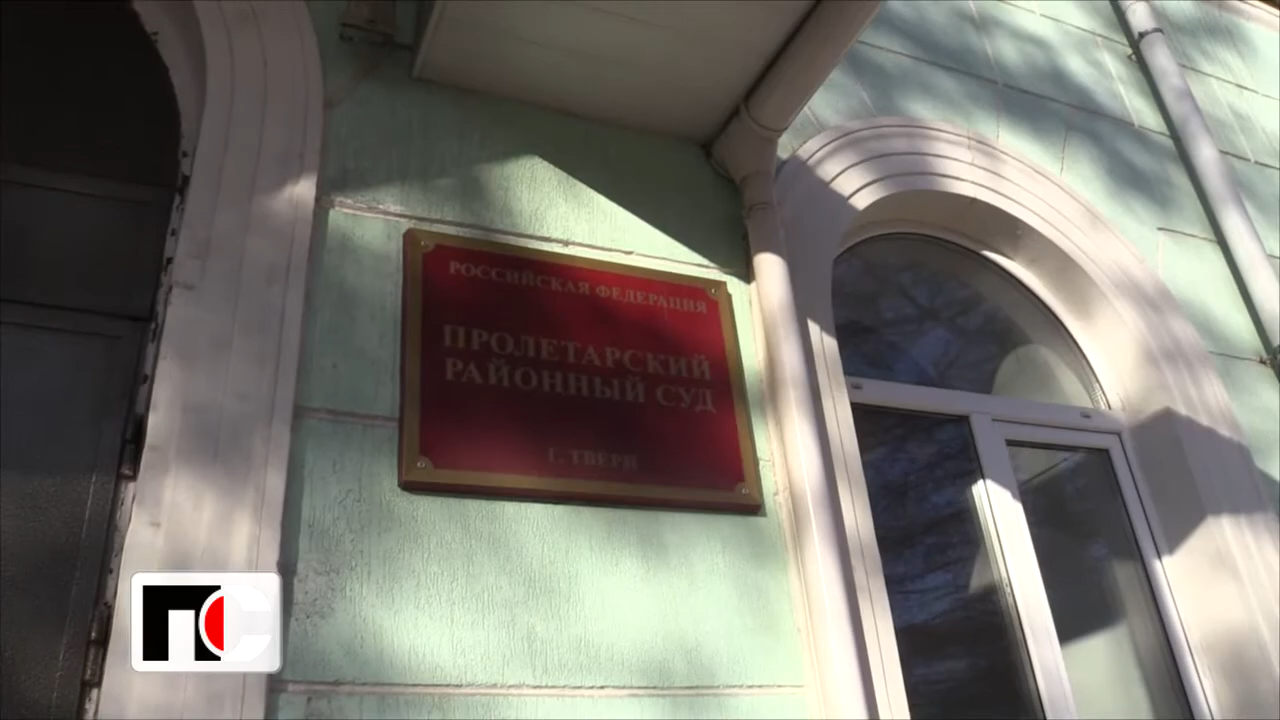 РОССИЙСКАЯ ФЕДЕРАЦИЯ
ПРОЛЕТАРСКИЙ
РАЙОННЫЙ СУД
Г. ТВЕРИ
ПС